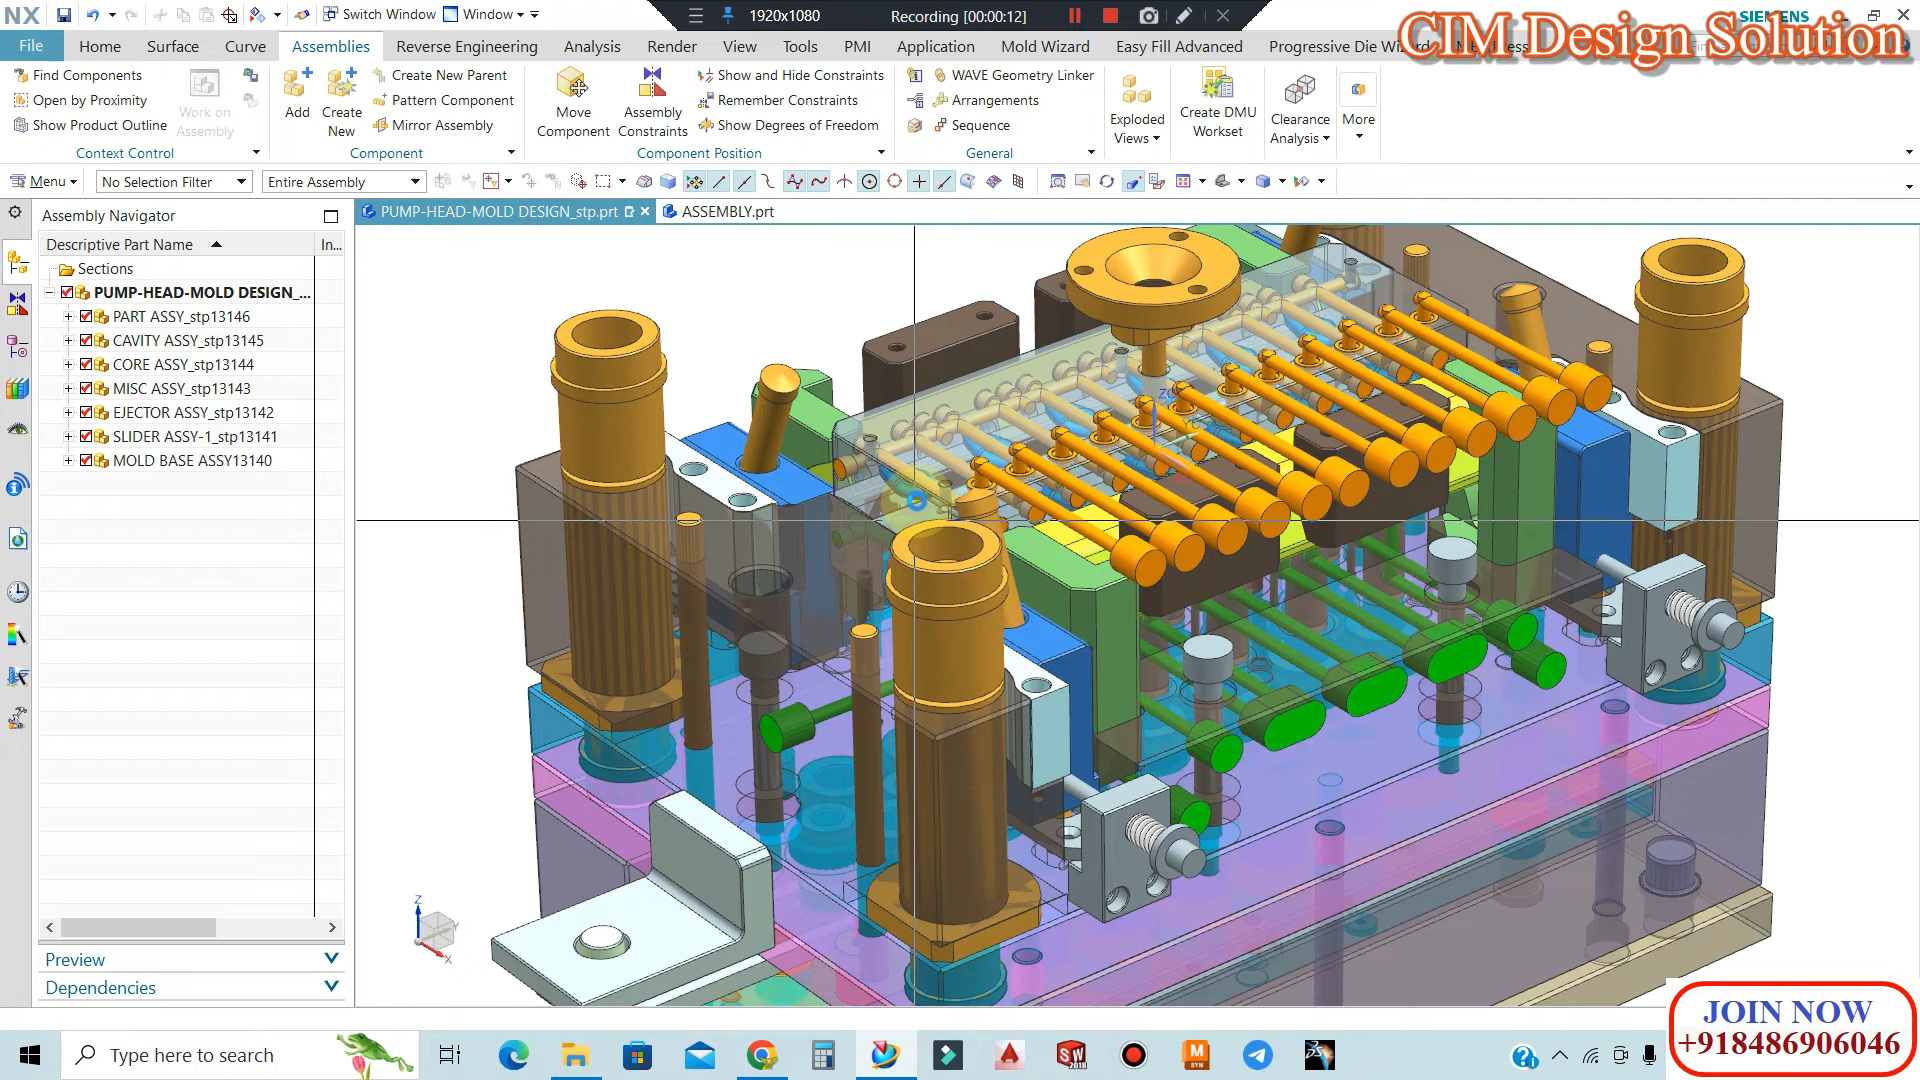 NX
Switch Window
Window
1920x1080
Recording [00:00:12]
SIEMENS
CIM Design Solution
File
Home
Surface
Curve
Assemblies
Reverse Engineering
Analysis
Render
View
Tools
PMI
Application
Mold Wizard
Easy Fill Advanced
Progressive Die Wizard
Find Components
Open by Proximity
Show Product Outline
Work on
Assembly
Context Control
Add
Create
New
Create New Parent
Pattern Component
Mirror Assembly
Component
Move
Component
Assembly
Constraints
Show and Hide Constraints
Remember Constraints
Show Degrees of Freedom
Component Position
WAVE Geometry Linker
Arrangements
Sequence
General
Exploded
Views
Create DMU
Workset
Clearance
Analysis
More
Menu
No Selection Filter
Entire Assembly
Assembly Navigator
PUMP-HEAD-MOLD DESIGN_stp.prt
ASSEMBLY.prt
Descriptive Part Name
In...
Sections
PUMP-HEAD-MOLD DESIGN_...
PART ASSY_stp13146
CAVITY ASSY_stp13145
CORE ASSY_stp13144
MISC ASSY_stp13143
EJECTOR ASSY_stp13142
SLIDER ASSY-1_stp13141
MOLD BASE ASSY13140
Z
X
Preview
Dependencies
JOIN NOW
+918486906046
Type here to search